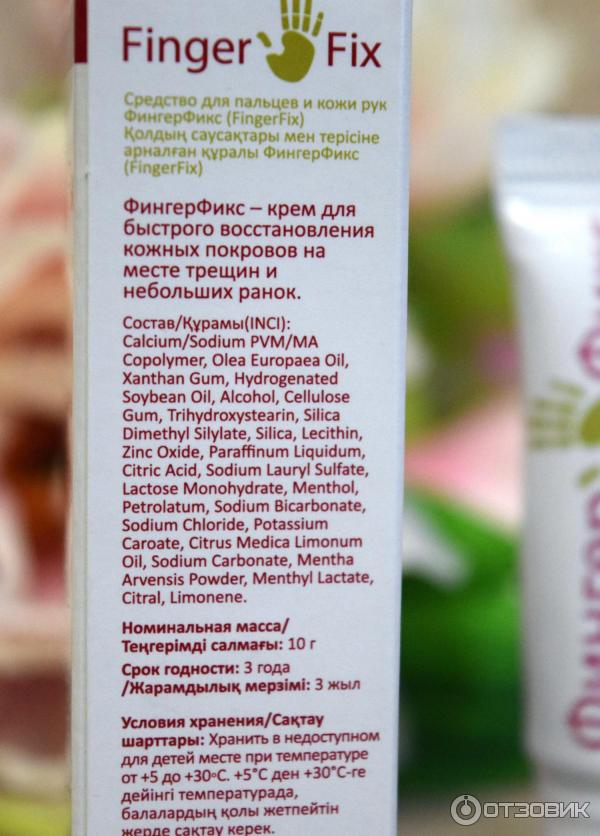 Finger Fix
Средство для пальцев и кожи рук
ФингерФикс (FingerFix)
Қолдың саусақтары мен терісіне
арналған құралы ФингерФикс
(FingerFix)
ФингерФикс – крем для
быстрого восстановления
кожных покровов на
месте трещин и
небольших ранок.
Состав/Құрамы(INCI):
Calcium/Sodium PVM/MA
Copolymer, Olea Europaea Oil,
Xanthan Gum, Hydrogenated
Soybean Oil, Alcohol, Cellulose
Gum, Trihydroxystearin, Silica
Dimethyl Silylate, Silica, Lecithin,
Zinc Oxide, Paraffinum Liquidum,
Citric Acid, Sodium Lauryl Sulfate,
Lactose Monohydrate, Menthol,
Petrolatum, Sodium Bicarbonate,
Sodium Chloride, Potassium
Caroate, Citrus Medica Limonum
Oil, Sodium Carbonate, Mentha
Arvensis Powder, Menthyl Lactate,
Citral, Limonene.
Номинальная масса/
Теңгерімді салмағы: 10 г
Срок годности: 3 года
/Жарамдылық мерзімі: 3 жыл
Условия хранения/Сақтау
шарттары: Хранить в недоступном
для детей месте при температуре
от +5 до +30◦С. +5°С ден +30°С-ге
дейінгі температурада,
балалардың қолы жетпейтін
жерде сақтау керек.
Фингер
ОТЗОВИК